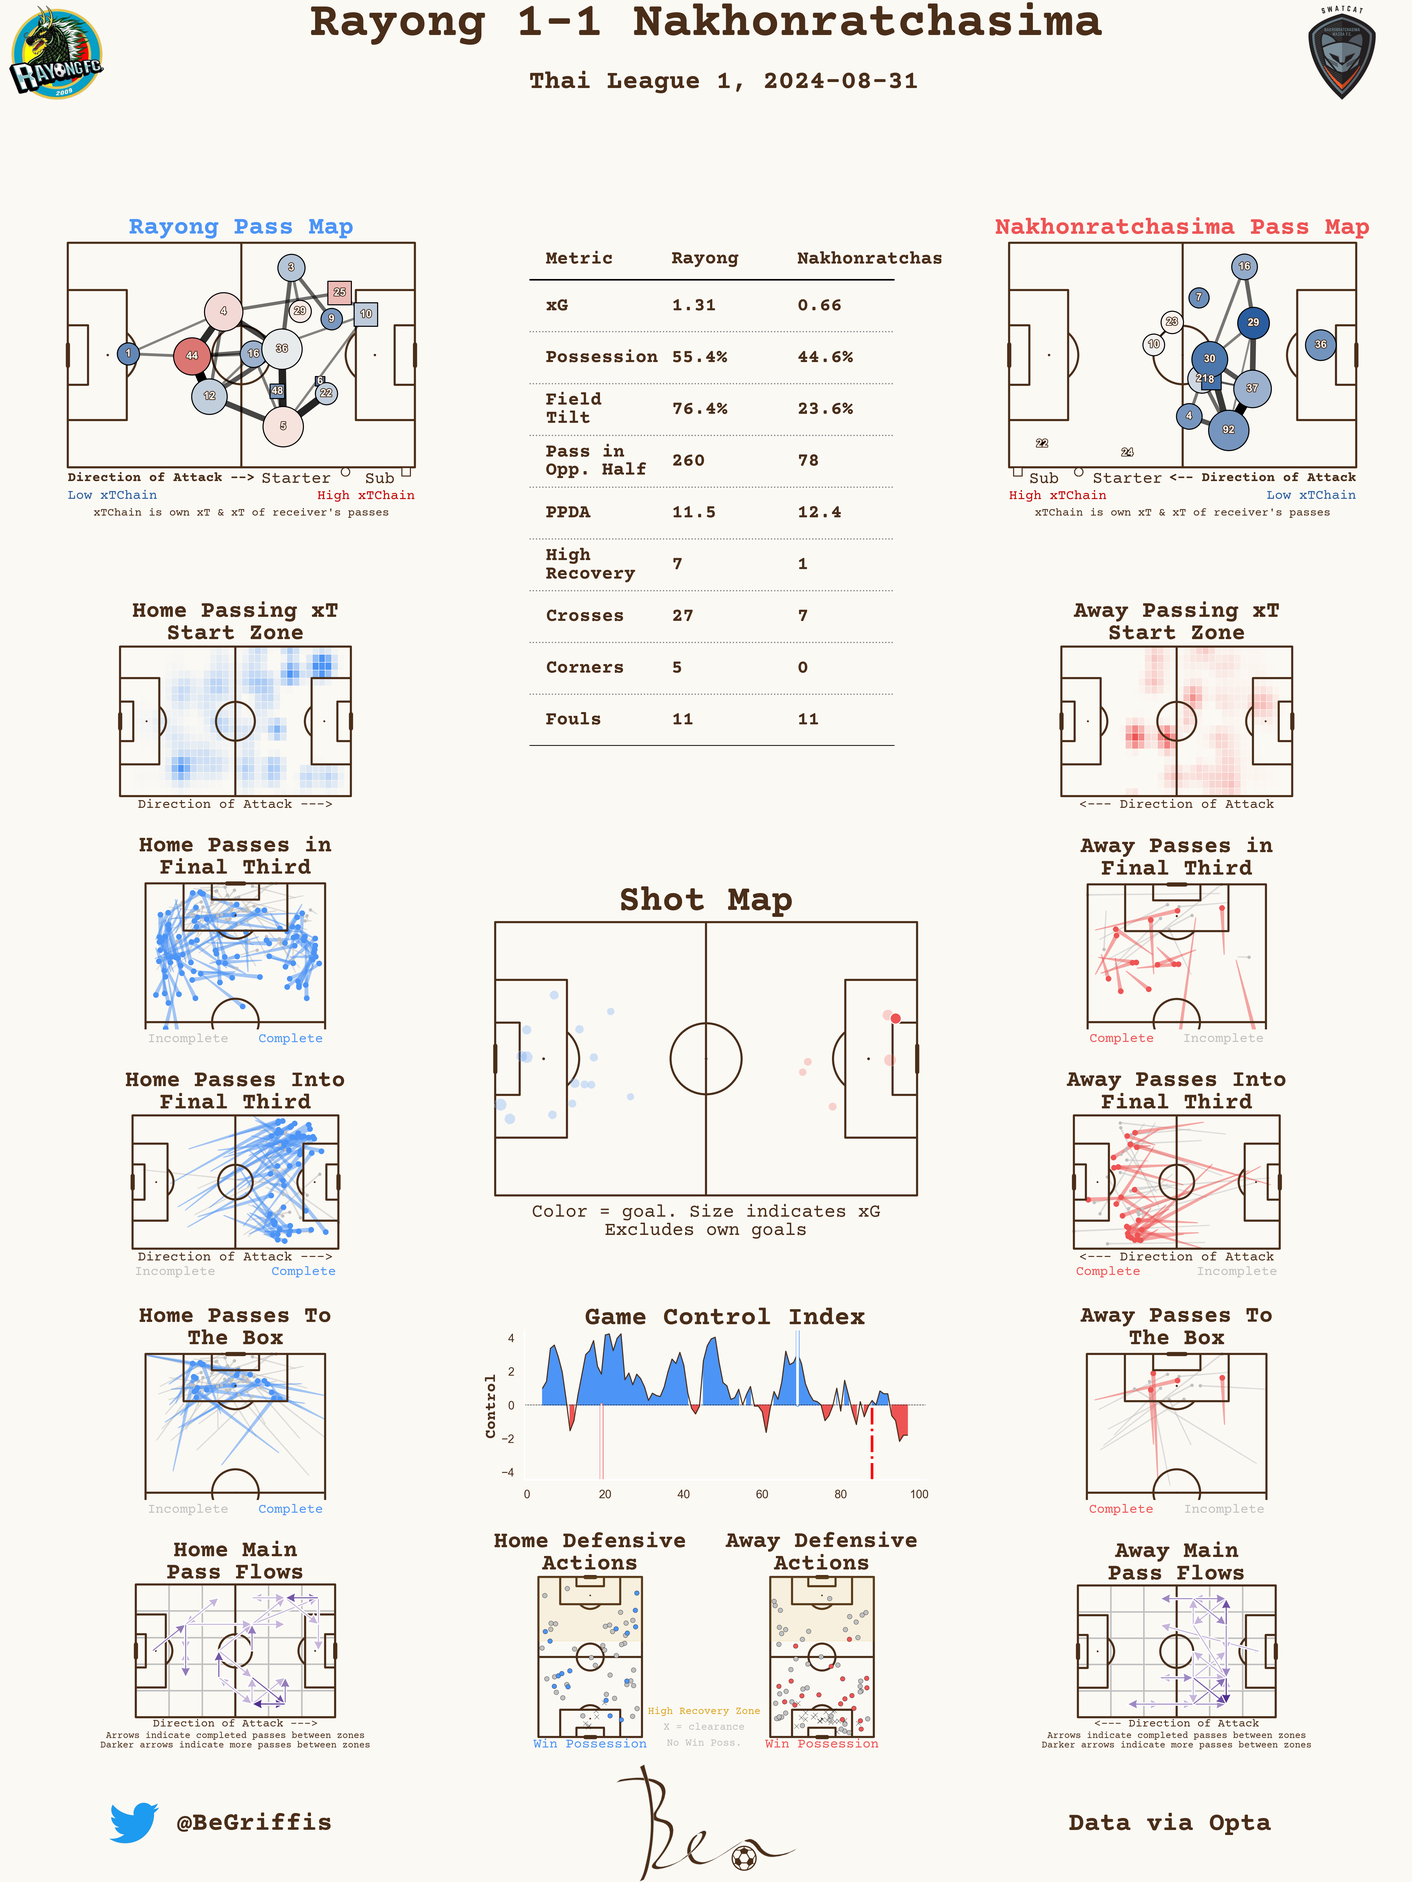 Rayong 1-1 Nakhonratchasima
Thai League 1, 2024-08-31
RAYONG FC.
2009
SWATCAT
Rayong Pass Map
3
25
4
29
9
10
1
44
16
36
12
48
6
22
5
Direction of Attack --> Starter Sub
Low xTChain High xTChain
xTChain is own xT & xT of receiver's passes
Metric Rayong Nakhonratchas
xG 1.31 0.66
Possession 55.4% 44.6%
Field
Tilt 76.4% 23.6%
Pass in
Opp. Half 260 78
PPDA 11.5 12.4
High
Recovery 7 1
Crosses 27 7
Corners 5 0
Fouls 11 11
Nakhonratchasima Pass Map
16
7
23
29
10
30
36
37
4
92
22
24
Sub Starter <-- Direction of Attack
High xTChain Low xTChain
xTChain is own xT & xT of receiver's passes
Home Passing xT
Start Zone
Direction of Attack --->
Away Passing xT
Start Zone
<--- Direction of Attack
Home Passes in
Final Third
Incomplete Complete
Away Passes in
Final Third
Complete Incomplete
Shot Map
Color = goal. Size indicates xG
Excludes own goals
Home Passes Into
Final Third
Direction of Attack --->
Incomplete Complete
Away Passes Into
Final Third
<--- Direction of Attack
Complete Incomplete
Home Passes To
The Box
Incomplete Complete
Game Control Index
Control
4
2
0
−2
−4
0 20 40 60 80 100
Away Passes To
The Box
Complete Incomplete
Home Main
Pass Flows
Direction of Attack --->
Arrows indicate completed passes between zones
Darker arrows indicate more passes between zones
Home Defensive
Actions
Win Possession
High Recovery Zone
X = clearance
No Win Poss.
Away Defensive
Actions
Win Possession
Away Main
Pass Flows
<--- Direction of Attack
Arrows indicate completed passes between zones
Darker arrows indicate more passes between zones
@BeGriffis
Ben
Data via Opta